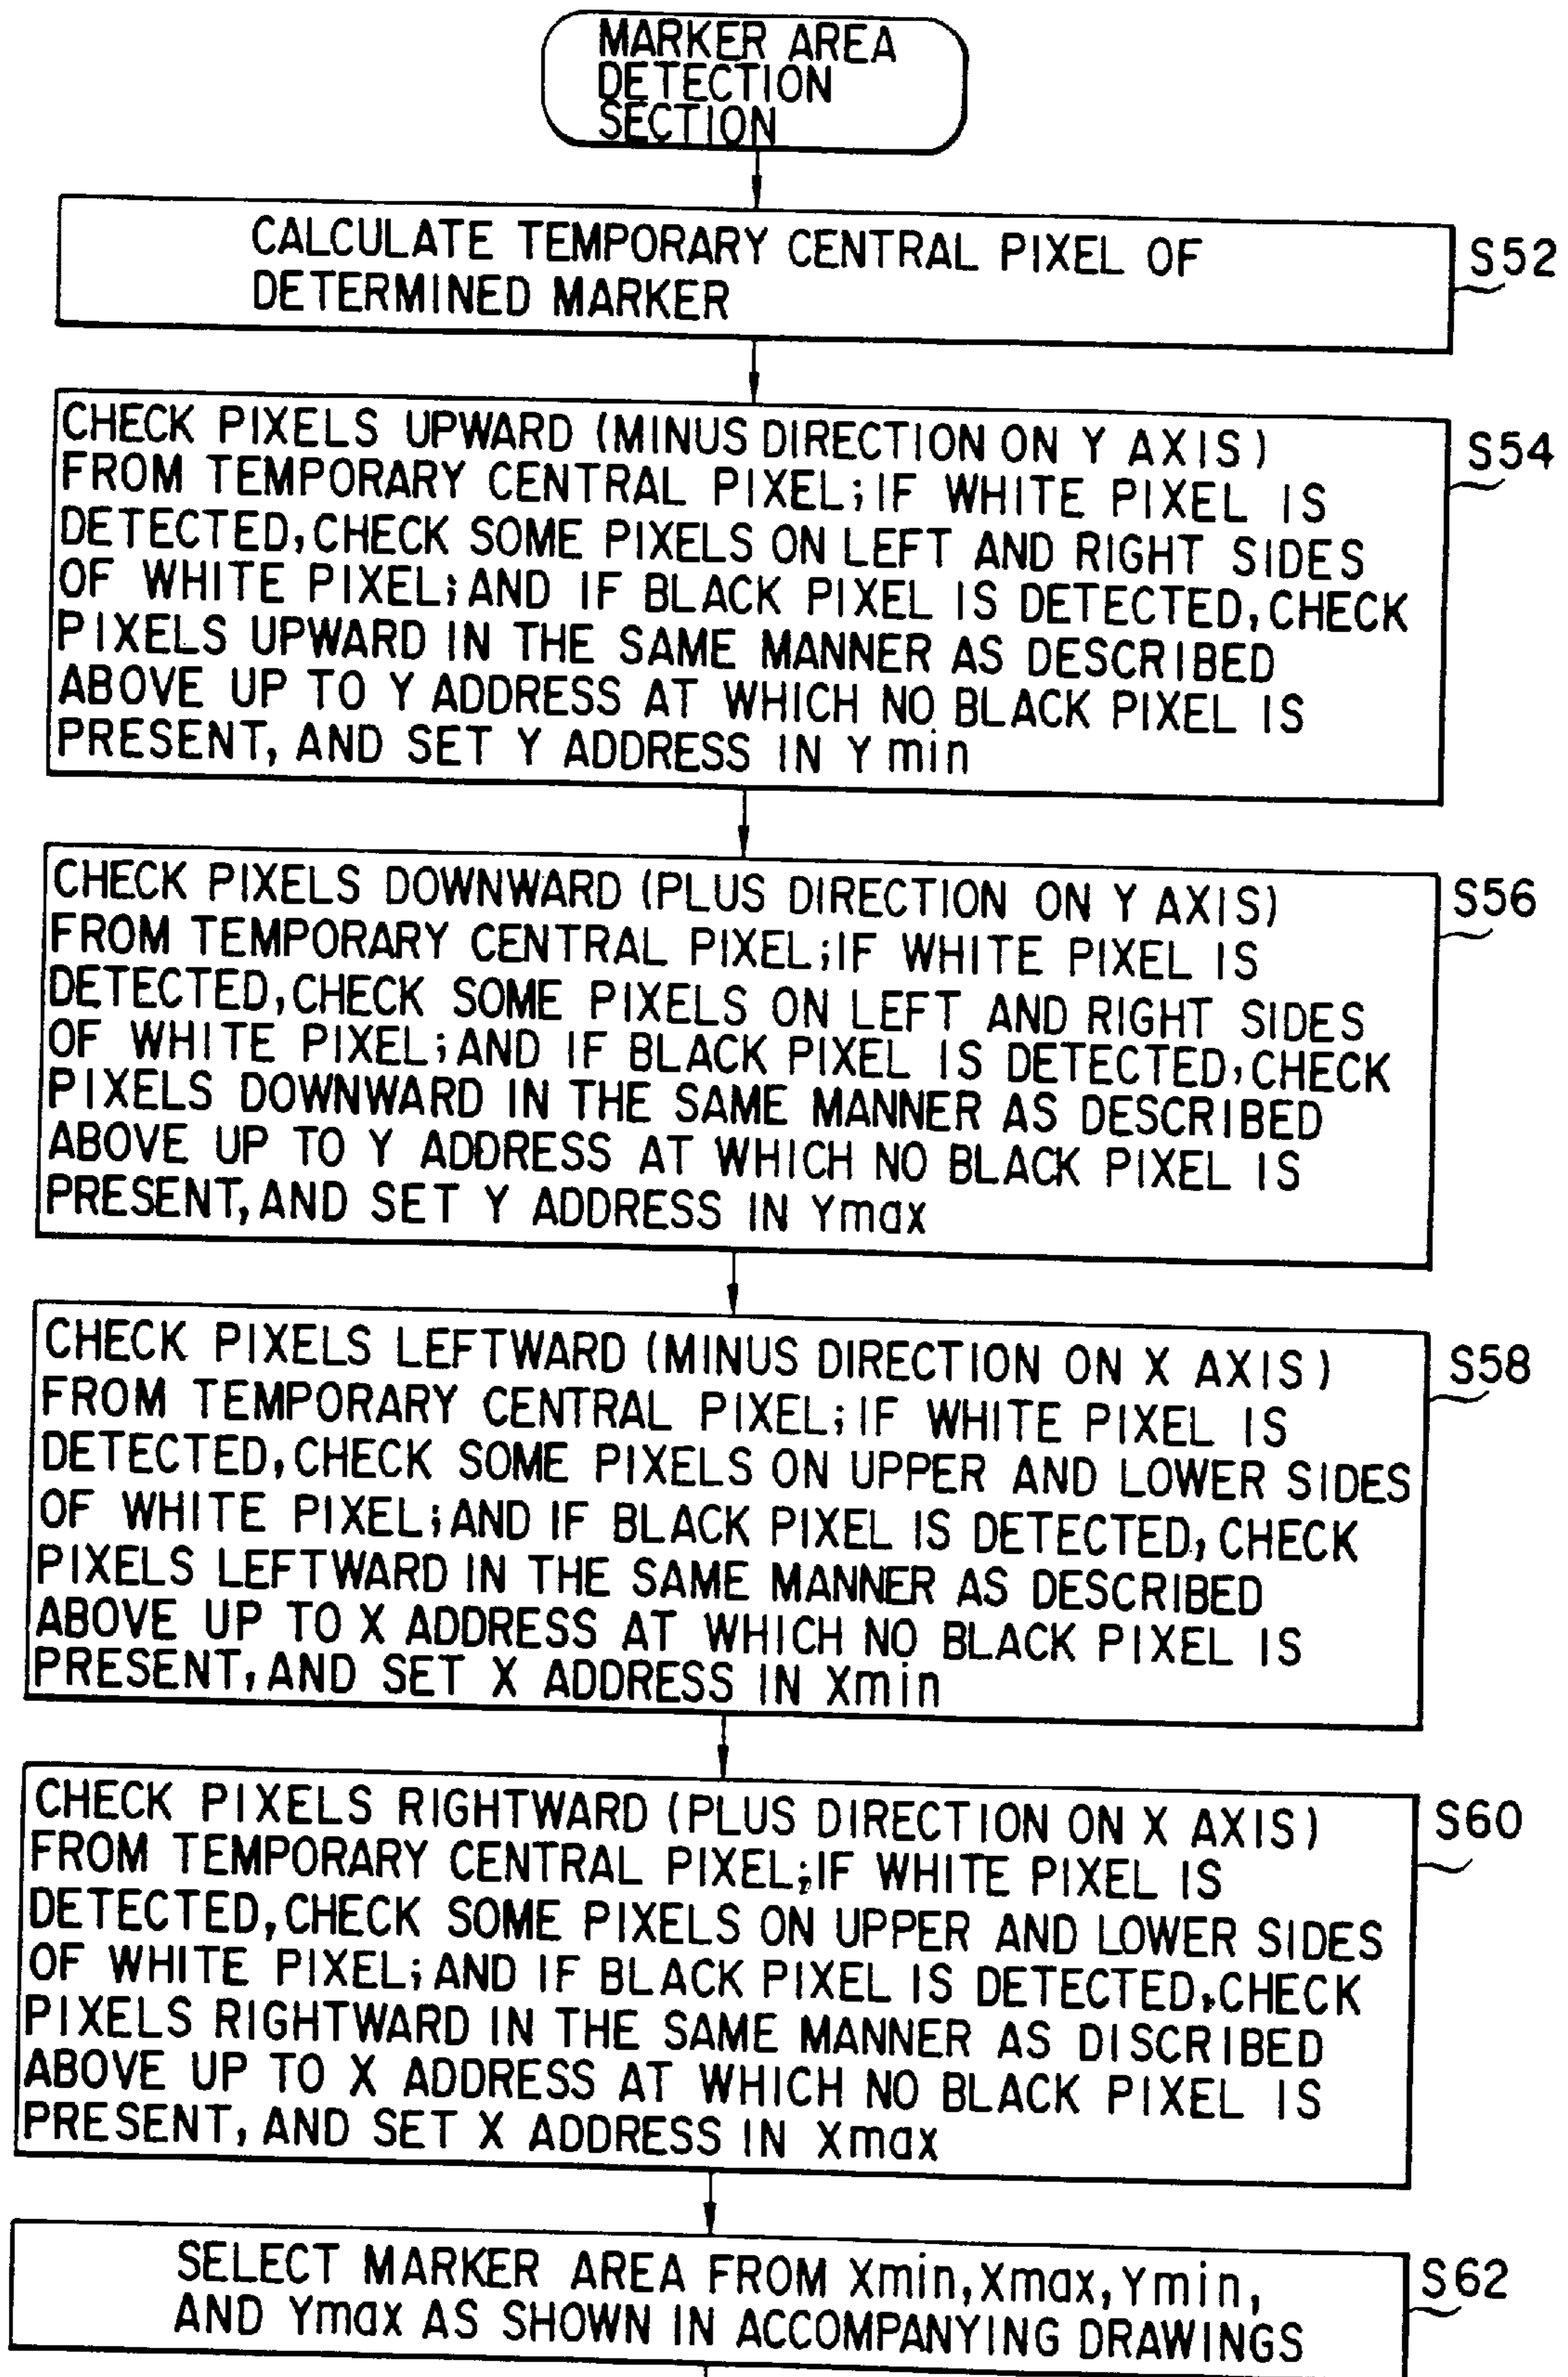 MARKER AREA
DETECTION
SECTION
CALCULATE TEMPORARY CENTRAL PIXEL OF
DETERMINED MARKER
S52
CHECK PIXELS UPWARD (MINUS DIRECTION ON Y AXIS)
FROM TEMPORARY CENTRAL PIXEL;IF WHITE PIXEL IS
DETECTED,CHECK SOME PIXELS ON LEFT AND RIGHT SIDES
OF WHITE PIXEL;AND IF BLACK PIXEL IS DETECTED,CHECK
PIXELS UPWARD IN THE SAME MANNER AS DESCRIBED
ABOVE UP TO Y ADDRESS AT WHICH NO BLACK PIXEL IS
PRESENT, AND SET Y ADDRESS IN Y min
S54
CHECK PIXELS DOWNWARD (PLUS DIRECTION ON Y AXIS)
FROM TEMPORARY CENTRAL PIXEL;IF WHITE PIXEL IS
DETECTED,CHECK SOME PIXELS ON LEFT AND RIGHT SIDES
OF WHITE PIXEL;AND IF BLACK PIXEL IS DETECTED,CHECK
PIXELS DOWNWARD IN THE SAME MANNER AS DESCRIBED
ABOVE UP TO Y ADDRESS AT WHICH NO BLACK PIXEL IS
PRESENT,AND SET Y ADDRESS IN Ymax
S56
CHECK PIXELS LEFTWARD (MINUS DIRECTION ON X AXIS)
FROM TEMPORARY CENTRAL PIXEL;IF WHITE PIXEL IS
DETECTED,CHECK SOME PIXELS ON UPPER AND LOWER SIDES
OF WHITE PIXEL;AND IF BLACK PIXEL IS DETECTED, CHECK
PIXELS LEFTWARD IN THE SAME MANNER AS DESCRIBED
ABOVE UP TO X ADDRESS AT WHICH NO BLACK PIXEL IS
PRESENT,AND SET X ADDRESS IN Xmin
S58
CHECK PIXELS RIGHTWARD (PLUS DIRECTION ON X AXIS)
FROM TEMPORARY CENTRAL PIXEL;IF WHITE PIXEL IS
DETECTED,CHECK SOME PIXELS ON UPPER AND LOWER SIDES
OF WHITE PIXEL;AND IF BLACK PIXEL IS DETECTED,CHECK
PIXELS RIGHTWARD IN THE SAME MANNER AS DISCRIBED
ABOVE UP TO X ADDRESS AT WHICH NO BLACK PIXEL IS
PRESENT, AND SET X ADDRESS IN Xmax
S60
SELECT MARKER AREA FROM Xmin,Xmax,Ymin,
AND Ymax AS SHOWN IN ACCOMPANYING DRAWINGS
S62